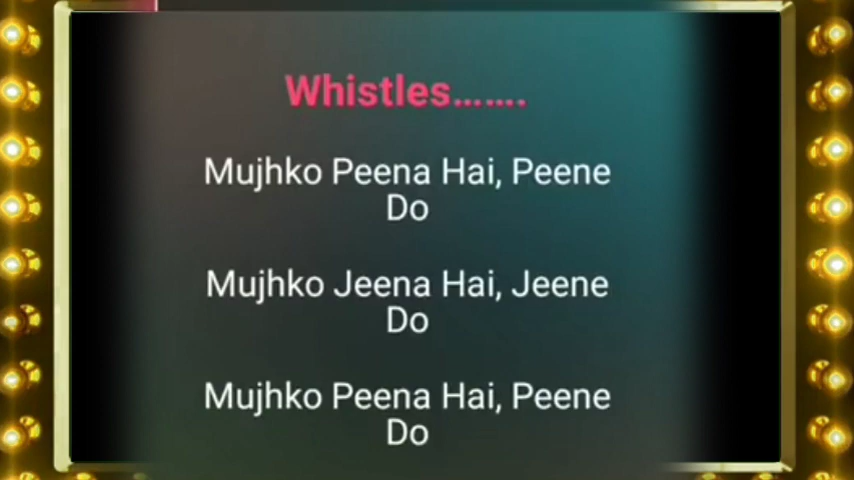 Whistles.......
Mujhko Peena Hai, Peene
Do
Mujhko Jeena Hai, Jeene
Do
Mujhko Peena Hai, Peene
Do